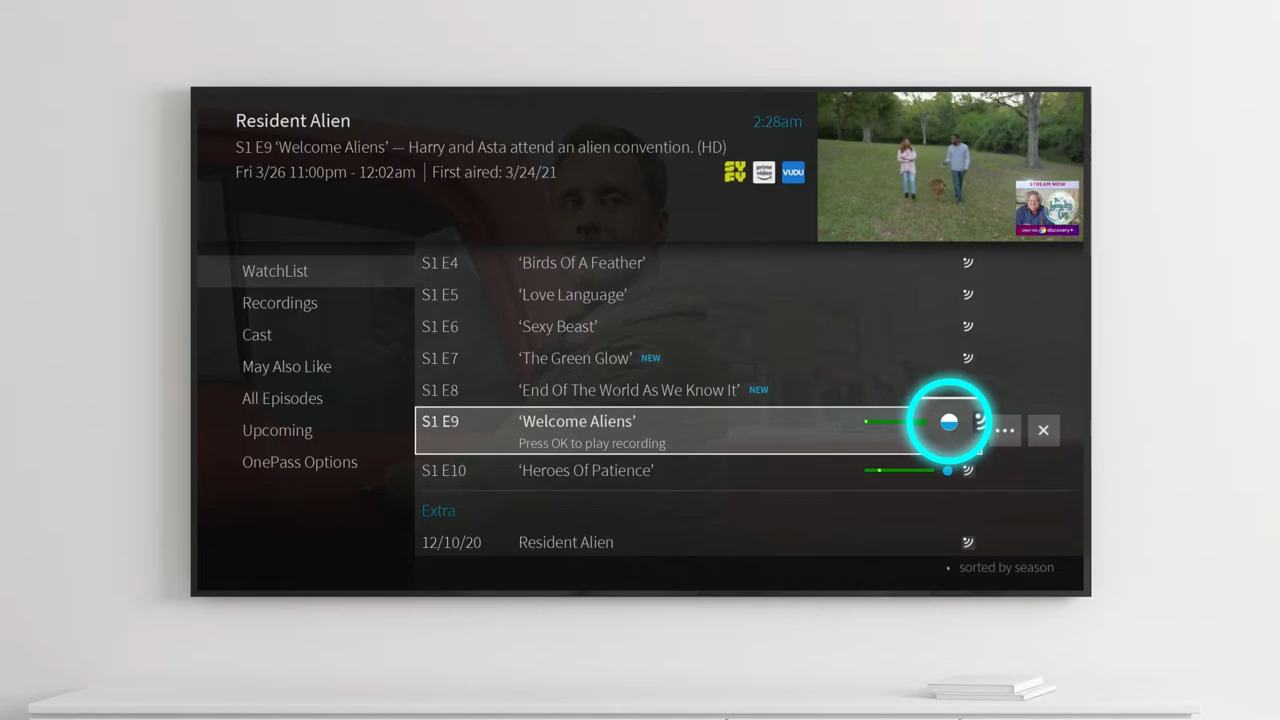 Resident Alien
2:28am
S1 E9 ‘Welcome Aliens’ — Harry and Asta attend an alien convention. (HD)
Fri 3/26 11:00pm - 12:02am | First aired: 3/24/21
SYFY
prime video
VUDU
STREAM NOW
discovery+
WatchList
Recordings
Cast
May Also Like
All Episodes
Upcoming
OnePass Options
S1 E4 ‘Birds Of A Feather’
S1 E5 ‘Love Language’
S1 E6 ‘Sexy Beast’
S1 E7 ‘The Green Glow’ NEW
S1 E8 ‘End Of The World As We Know It’ NEW
S1 E9 ‘Welcome Aliens’
Press OK to play recording
S1 E10 ‘Heroes Of Patience’
Extra
12/10/20 Resident Alien
• sorted by season